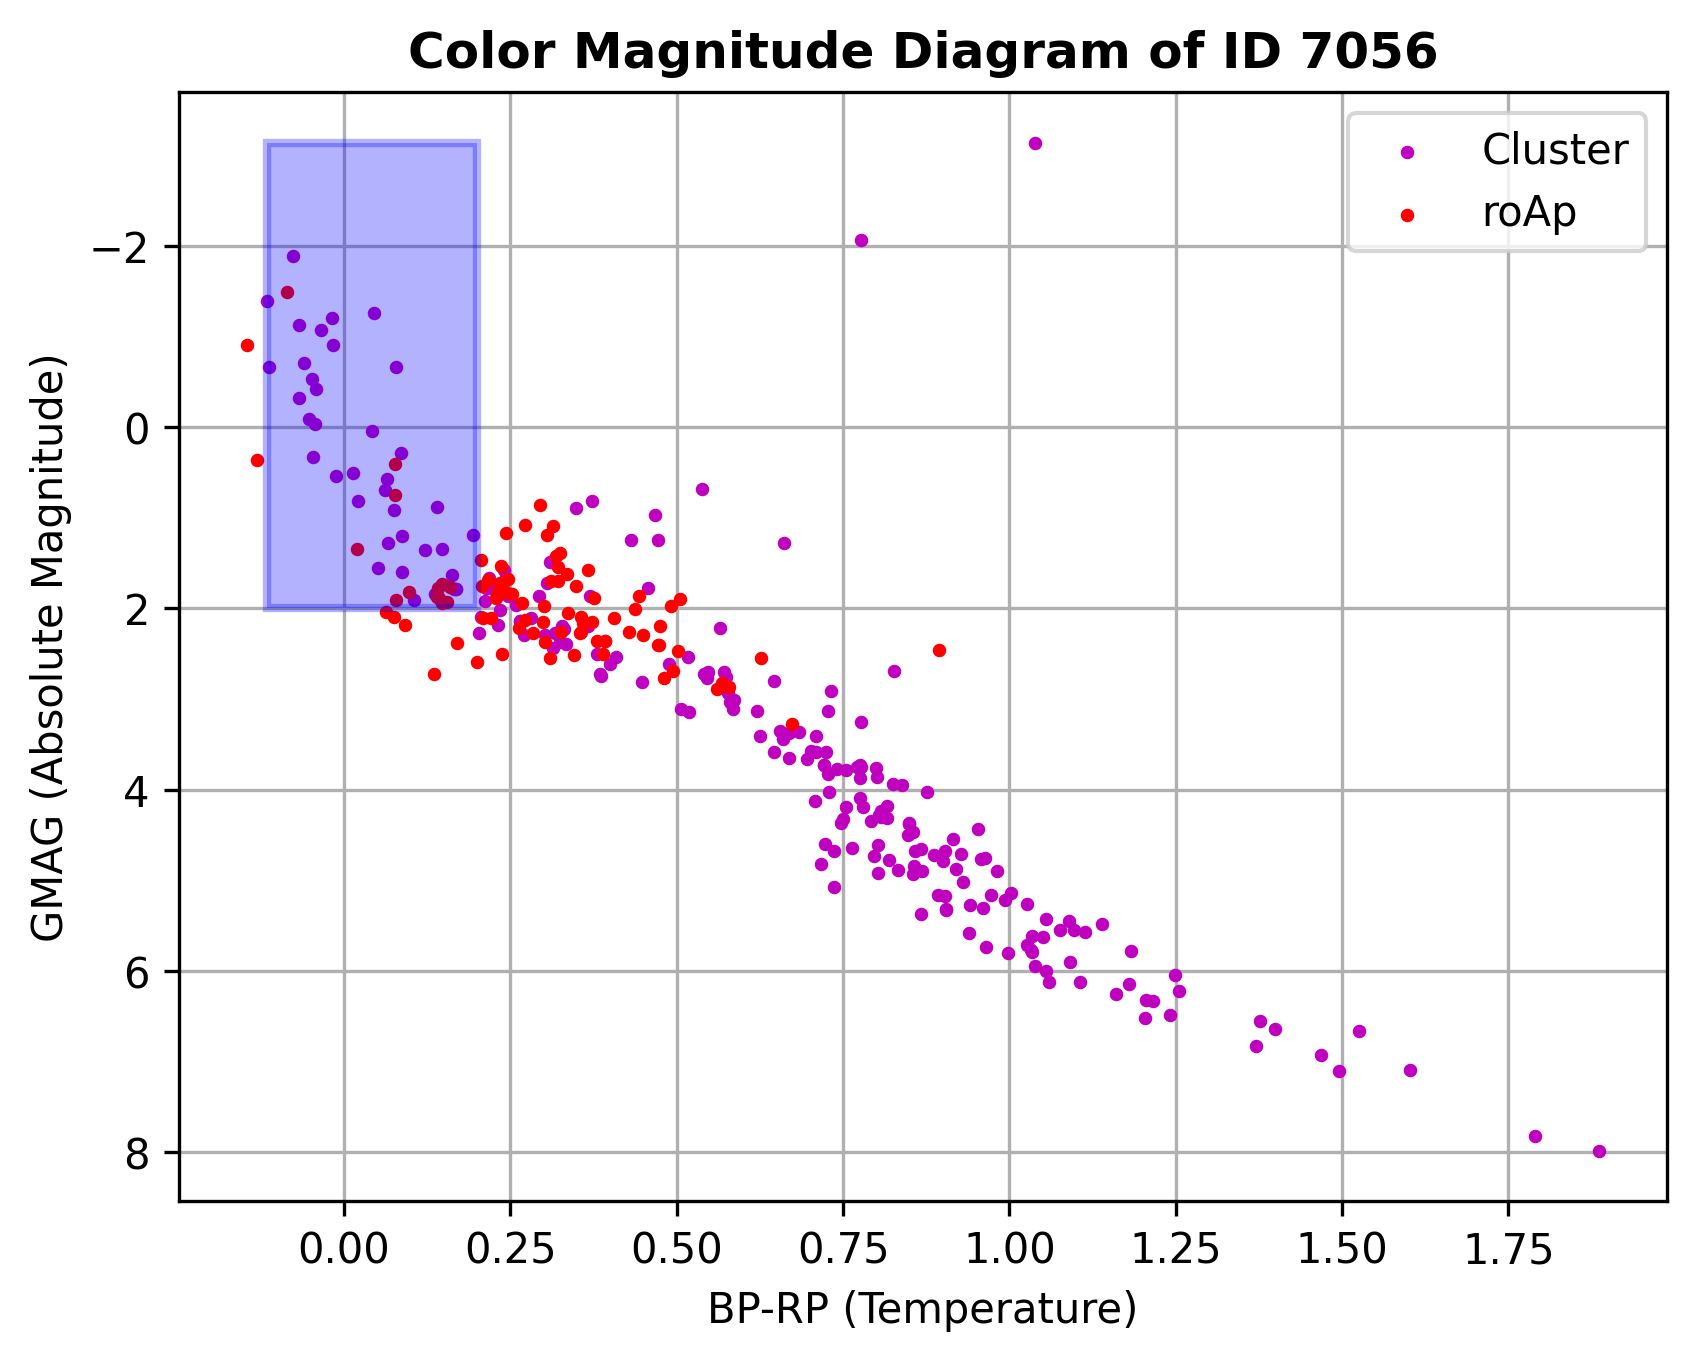 Color Magnitude Diagram of ID 7056
Cluster
roAp
−2
0
2
4
6
8
GMAG (Absolute Magnitude)
0.00 0.25 0.50 0.75 1.00 1.25 1.50 1.75
BP-RP (Temperature)